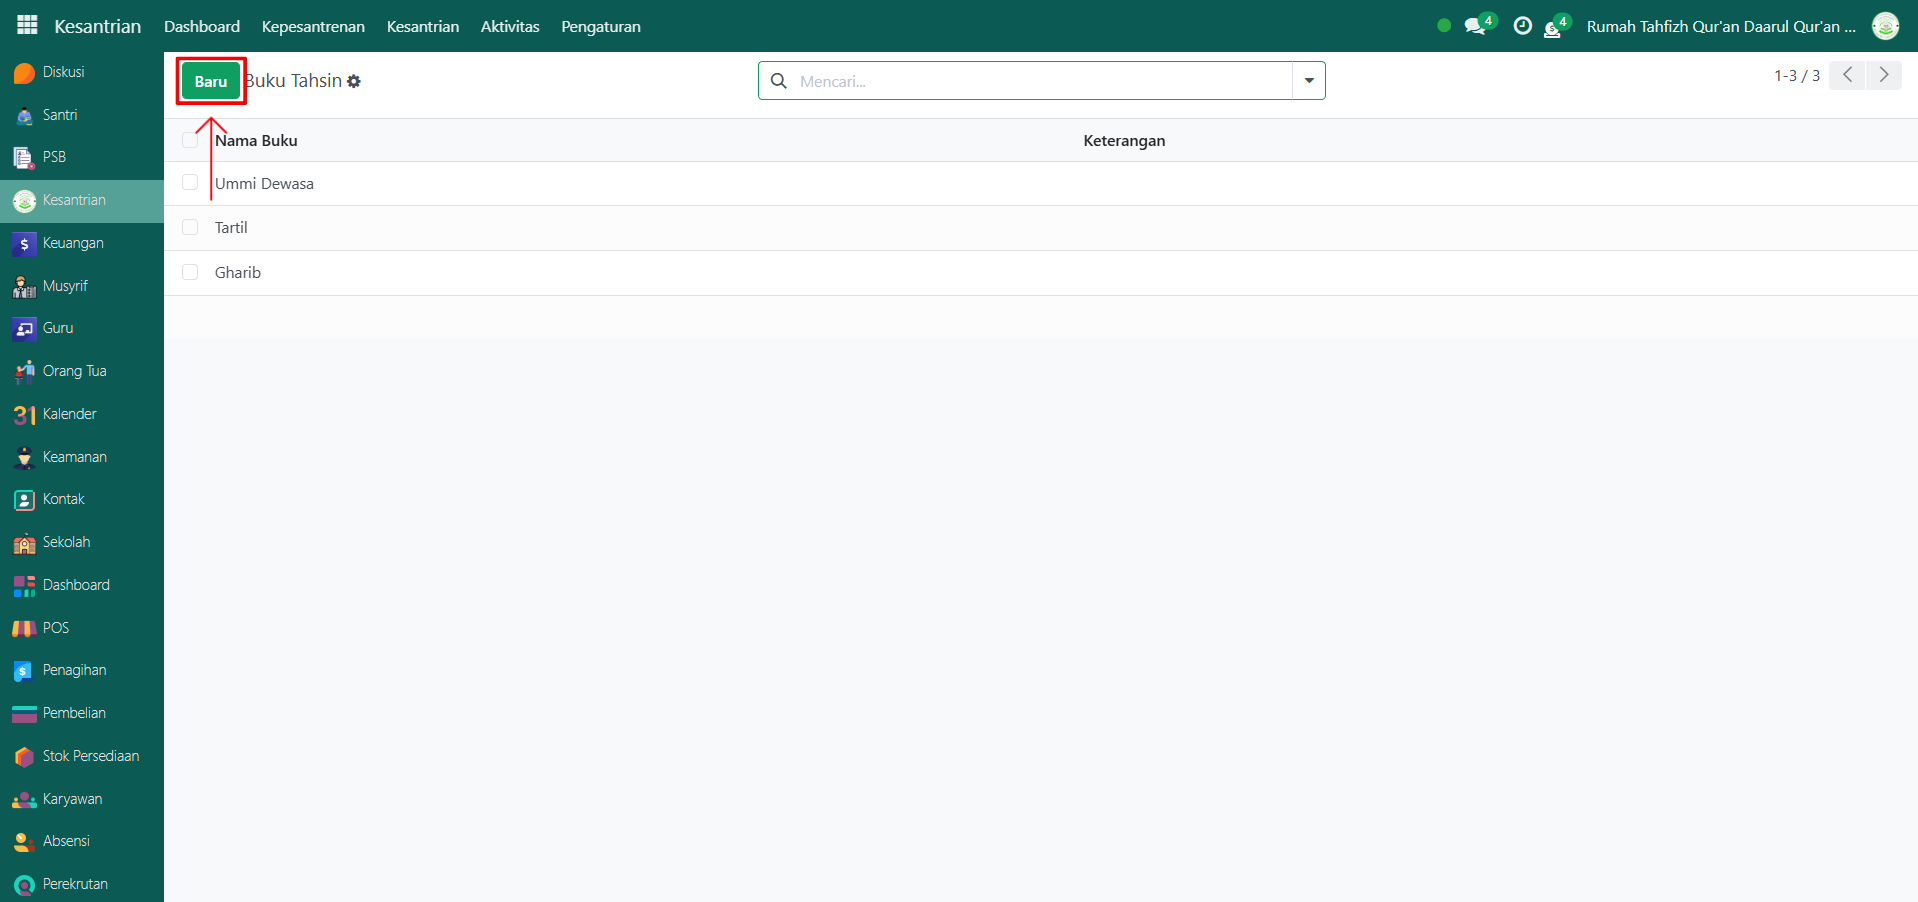 Kesantrian Dashboard Kepesantrenan Kesantrian Aktivitas Pengaturan 4 4 Rumah Tahfizh Qur'an Daarul Qur'an ...
Diskusi
Santri
PSB
Kesantrian
Keuangan
Musyrif
Guru
Orang Tua
31 Kalender
Keamanan
Kontak
Sekolah
Dashboard
POS
Penagihan
Pembelian
Stok Persediaan
Karyawan
Absensi
Perekrutan
Baru Buku Tahsin Mencari... 1-3 / 3
Nama Buku Keterangan
Ummi Dewasa
Tartil
Gharib